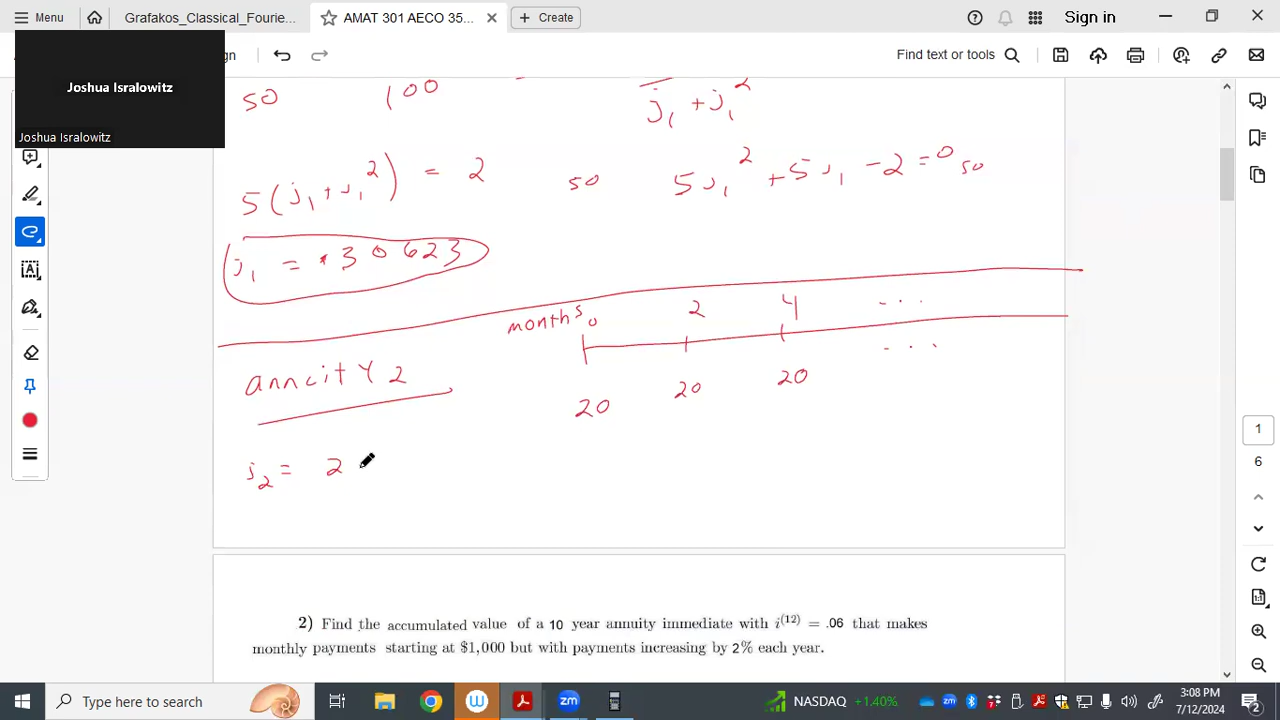 Menu Grafakos_Classical_Fourie... AMAT 301 AECO 35... Create Sign in
Joshua Isralowitz
Joshua Isralowitz
Find text or tools
50 100 j₁ + j₁²
5(j₁ + j₁²) = 2 so 5j₁² + 5j₁ - 2 = 0 so
j₁ = .30623
months 0 2 4 ...
anncity 2
20 20 20 ...
j₂ = 2
1
6
2) Find the accumulated value of a 10 year annuity immediate with i⁽¹²⁾ = .06 that makes
monthly payments starting at $1,000 but with payments increasing by 2% each year.
Type here to search
NASDAQ +1.40%
3:08 PM
7/12/2024